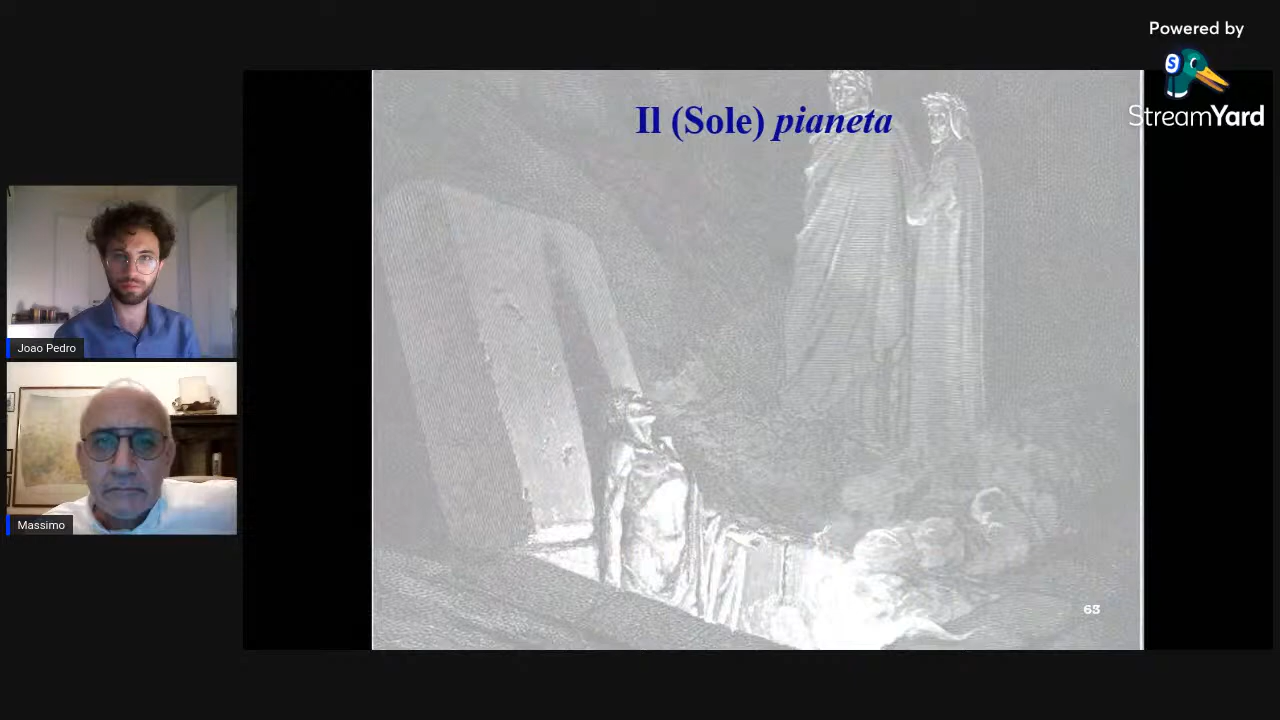 Powered by
S
StreamYard
Il (Sole) pianeta
Joao Pedro
Massimo
63